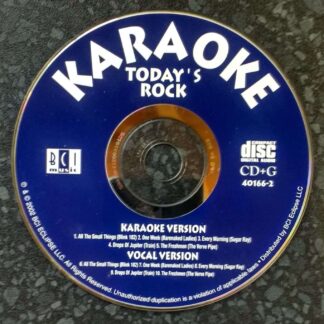 KARAOKE
TODAY'S
ROCK
BCI
music
COMPACT
disc
DIGITAL AUDIO
CD+G
40166-2
KARAOKE VERSION
1. All The Small Things (Blink 182) 2. One Week (Barenaked Ladies) 3. Every Morning (Sugar Ray)
4. Drops Of Jupiter (Train) 5. The Freshmen (The Verve Pipe)
VOCAL VERSION
6. All The Small Things (Blink 182) 7. One Week (Barenaked Ladies) 8. Every Morning (Sugar Ray)
9. Drops Of Jupiter (Train) 10. The Freshmen (The Verve Pipe)
℗ & © 2002 BCI ECLIPSE LLC. All Rights Reserved. Unauthorized duplication is a violation of applicable laws • Distributed by BCI Eclipse LLC